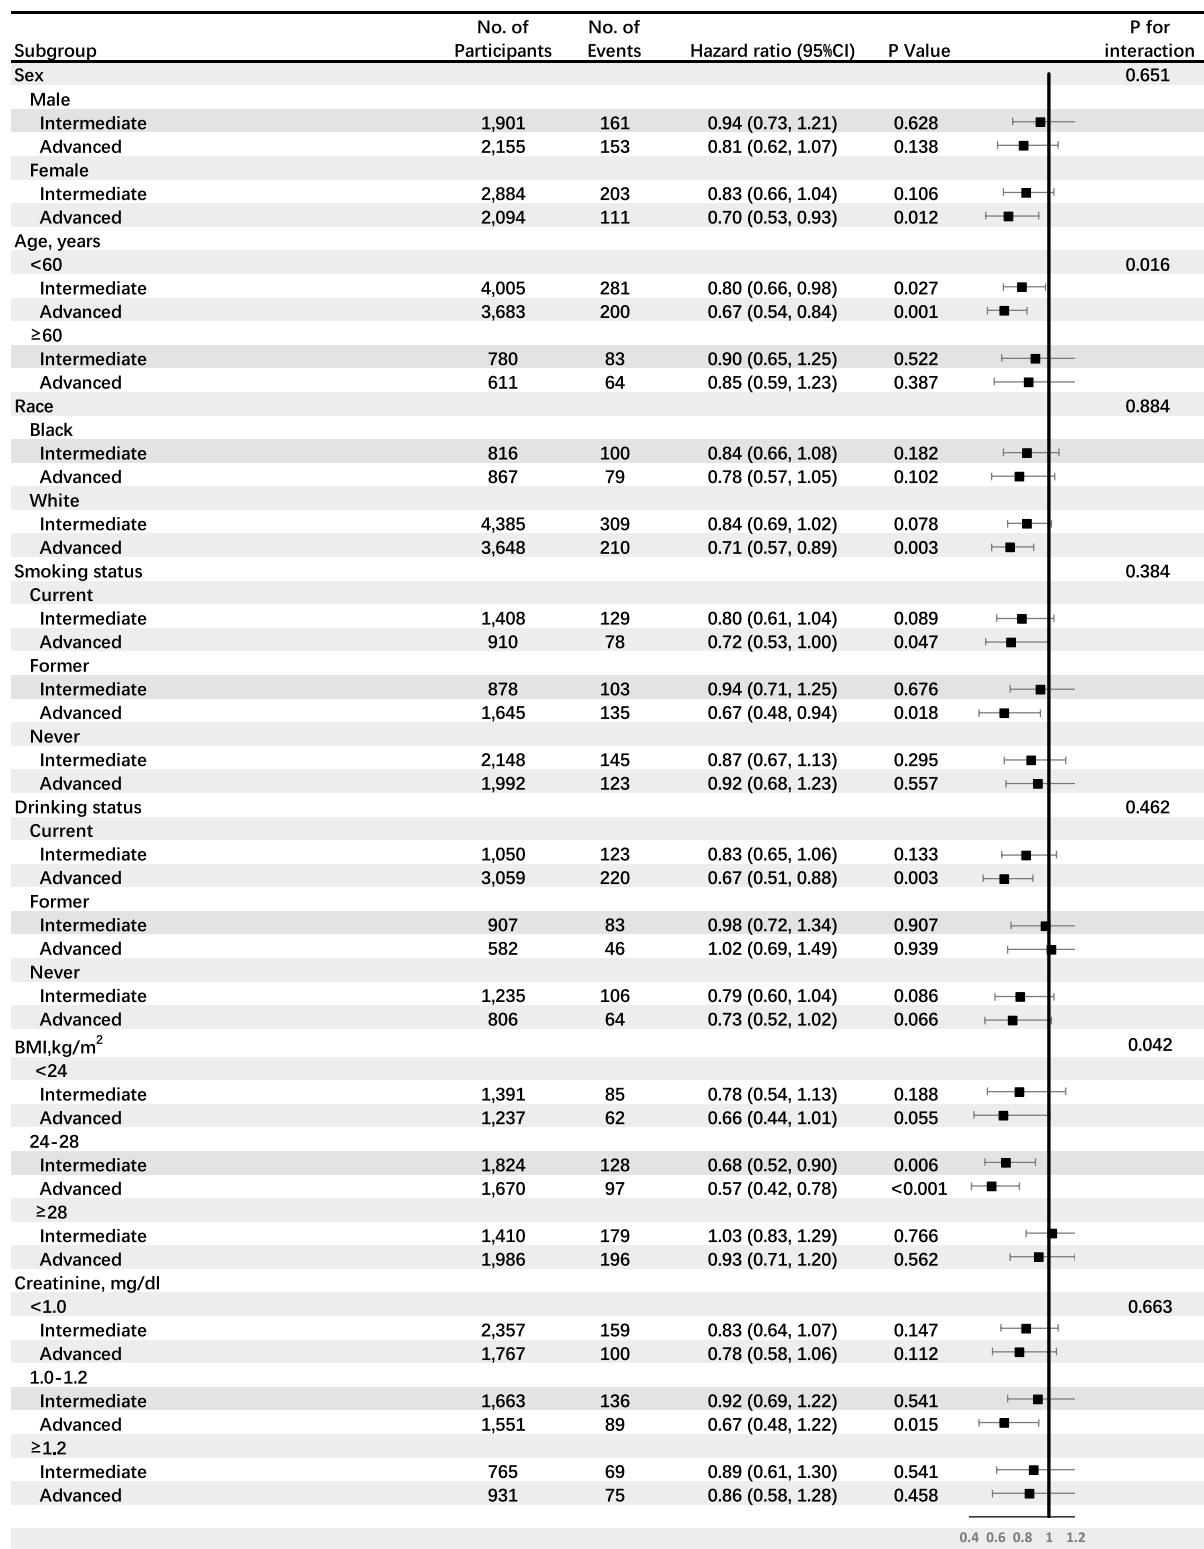 No. of No. of P for
Subgroup Participants Events Hazard ratio (95%CI) P Value interaction
Sex 0.651
Male
Intermediate 1,901 161 0.94 (0.73, 1.21) 0.628
Advanced 2,155 153 0.81 (0.62, 1.07) 0.138
Female
Intermediate 2,884 203 0.83 (0.66, 1.04) 0.106
Advanced 2,094 111 0.70 (0.53, 0.93) 0.012
Age, years
<60 0.016
Intermediate 4,005 281 0.80 (0.66, 0.98) 0.027
Advanced 3,683 200 0.67 (0.54, 0.84) 0.001
≥60
Intermediate 780 83 0.90 (0.65, 1.25) 0.522
Advanced 611 64 0.85 (0.59, 1.23) 0.387
Race 0.884
Black
Intermediate 816 100 0.84 (0.66, 1.08) 0.182
Advanced 867 79 0.78 (0.57, 1.05) 0.102
White
Intermediate 4,385 309 0.84 (0.69, 1.02) 0.078
Advanced 3,648 210 0.71 (0.57, 0.89) 0.003
Smoking status 0.384
Current
Intermediate 1,408 129 0.80 (0.61, 1.04) 0.089
Advanced 910 78 0.72 (0.53, 1.00) 0.047
Former
Intermediate 878 103 0.94 (0.71, 1.25) 0.676
Advanced 1,645 135 0.67 (0.48, 0.94) 0.018
Never
Intermediate 2,148 145 0.87 (0.67, 1.13) 0.295
Advanced 1,992 123 0.92 (0.68, 1.23) 0.557
Drinking status 0.462
Current
Intermediate 1,050 123 0.83 (0.65, 1.06) 0.133
Advanced 3,059 220 0.67 (0.51, 0.88) 0.003
Former
Intermediate 907 83 0.98 (0.72, 1.34) 0.907
Advanced 582 46 1.02 (0.69, 1.49) 0.939
Never
Intermediate 1,235 106 0.79 (0.60, 1.04) 0.086
Advanced 806 64 0.73 (0.52, 1.02) 0.066
BMI,kg/m² 0.042
<24
Intermediate 1,391 85 0.78 (0.54, 1.13) 0.188
Advanced 1,237 62 0.66 (0.44, 1.01) 0.055
24-28
Intermediate 1,824 128 0.68 (0.52, 0.90) 0.006
Advanced 1,670 97 0.57 (0.42, 0.78) <0.001
≥28
Intermediate 1,410 179 1.03 (0.83, 1.29) 0.766
Advanced 1,986 196 0.93 (0.71, 1.20) 0.562
Creatinine, mg/dl
<1.0 0.663
Intermediate 2,357 159 0.83 (0.64, 1.07) 0.147
Advanced 1,767 100 0.78 (0.58, 1.06) 0.112
1.0-1.2
Intermediate 1,663 136 0.92 (0.69, 1.22) 0.541
Advanced 1,551 89 0.67 (0.48, 1.22) 0.015
≥1.2
Intermediate 765 69 0.89 (0.61, 1.30) 0.541
Advanced 931 75 0.86 (0.58, 1.28) 0.458
0.4 0.6 0.8 1 1.2